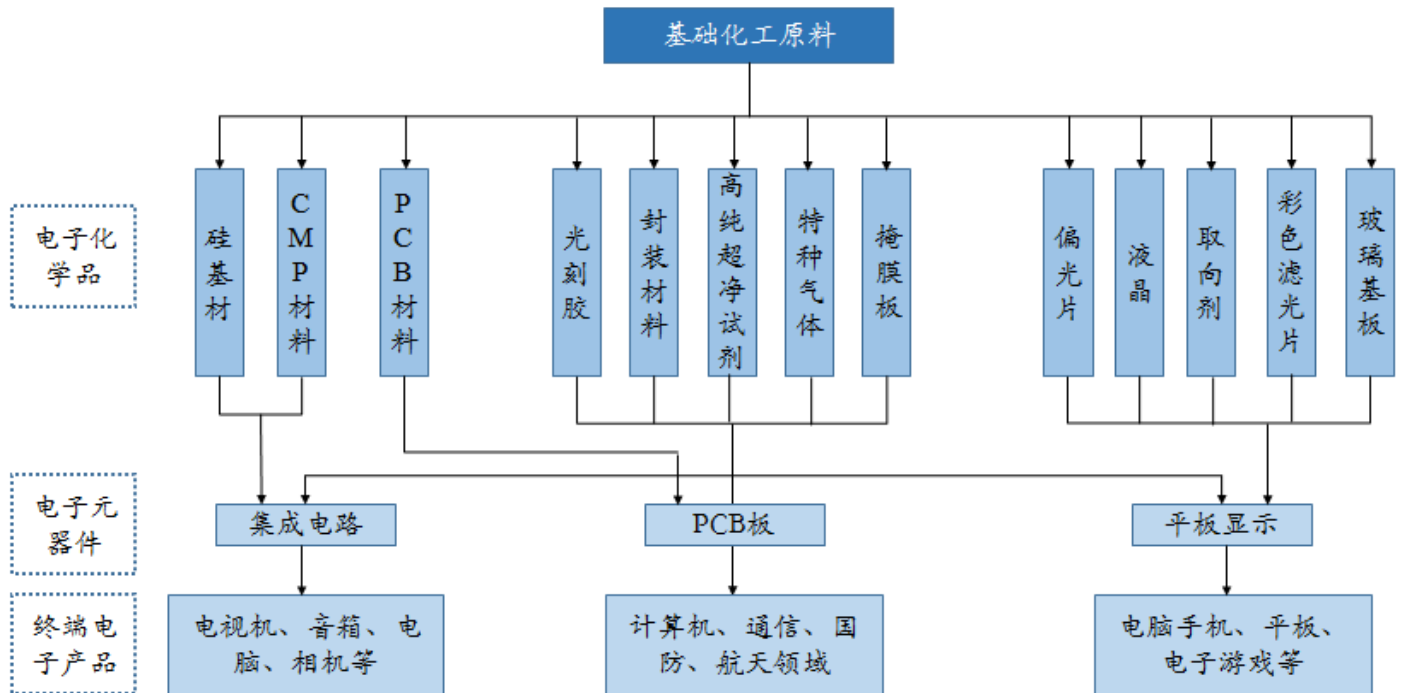 基础化工原料
电子化
学品
硅基材
CMP材料
PCB材料
光刻胶
封装材料
高纯超净试剂
特种气体
掩膜板
偏光片
液晶
取向剂
彩色滤光片
玻璃基板
电子元
器件
集成电路
PCB板
平板显示
终端电
子产品
电视机、音箱、电
脑、相机等
计算机、通信、国
防、航天领域
电脑手机、平板、
电子游戏等